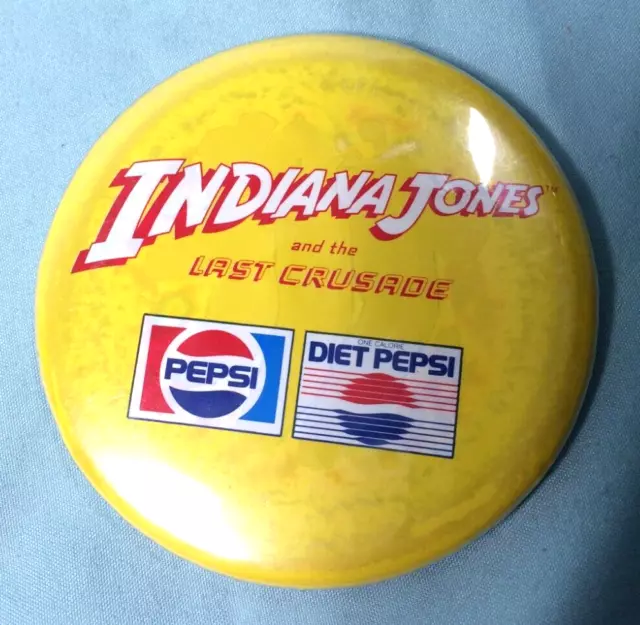 INDIANA JONES™
and the
LAST CRUSADE
PEPSI
ONE CALORIE
DIET PEPSI